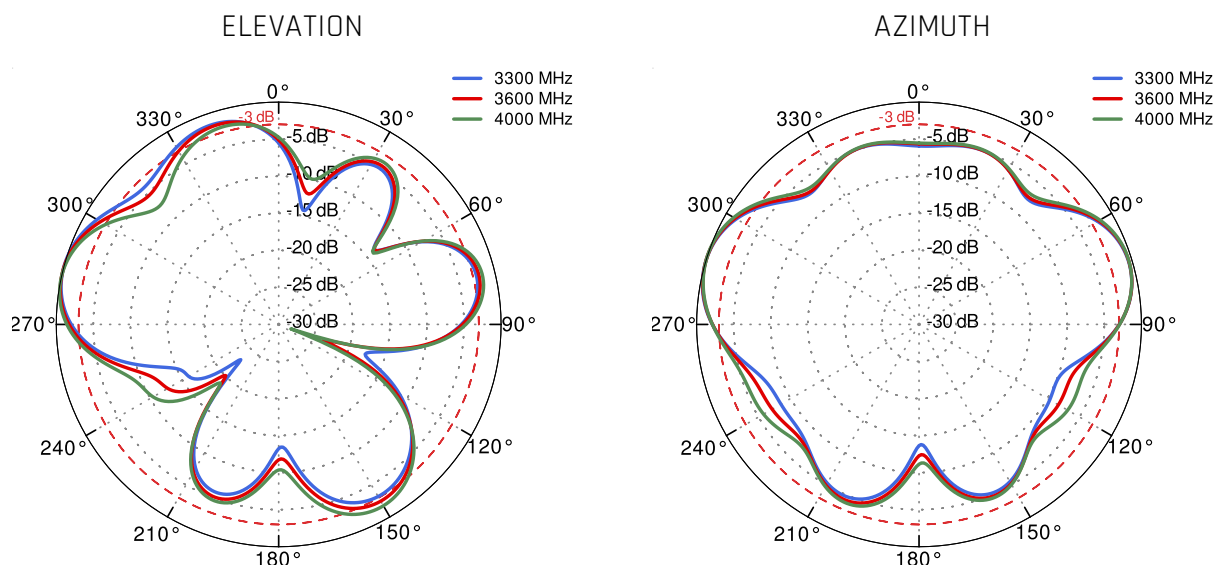 ELEVATION
3300 MHz
3600 MHz
4000 MHz
0°
30°
60°
90°
120°
150°
180°
210°
240°
270°
300°
330°
-3 dB
-5 dB
-10 dB
-15 dB
-20 dB
-25 dB
-30 dB
AZIMUTH
3300 MHz
3600 MHz
4000 MHz
0°
30°
60°
90°
120°
150°
180°
210°
240°
270°
300°
330°
-3 dB
-5 dB
-10 dB
-15 dB
-20 dB
-25 dB
-30 dB